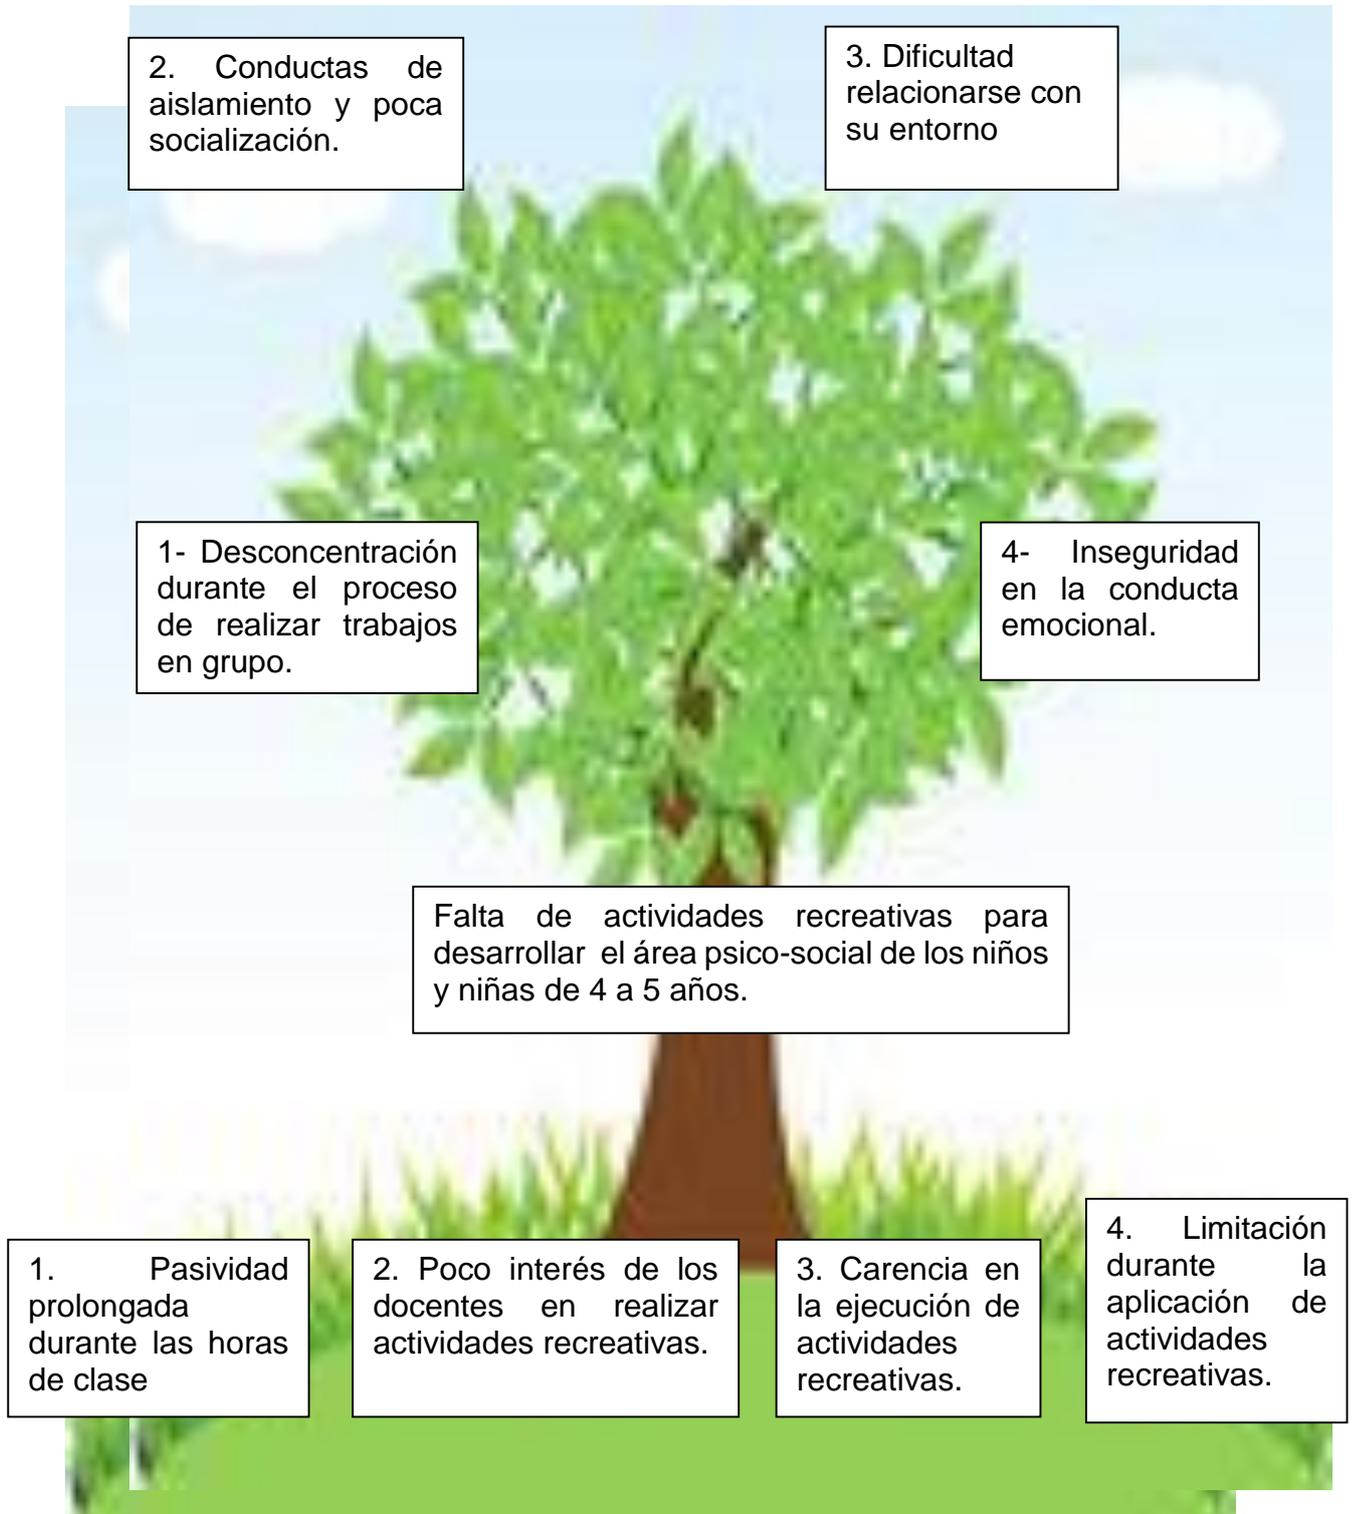 2. Conductas de
aislamiento y poca
socialización.
3. Dificultad
relacionarse con
su entorno
1- Desconcentración
durante el proceso
de realizar trabajos
en grupo.
4- Inseguridad
en la conducta
emocional.
Falta de actividades recreativas para
desarrollar el área psico-social de los niños
y niñas de 4 a 5 años.
1. Pasividad
prolongada
durante las horas
de clase
2. Poco interés de los
docentes en realizar
actividades recreativas.
3. Carencia en
la ejecución de
actividades
recreativas.
4. Limitación
durante la
aplicación de
actividades
recreativas.